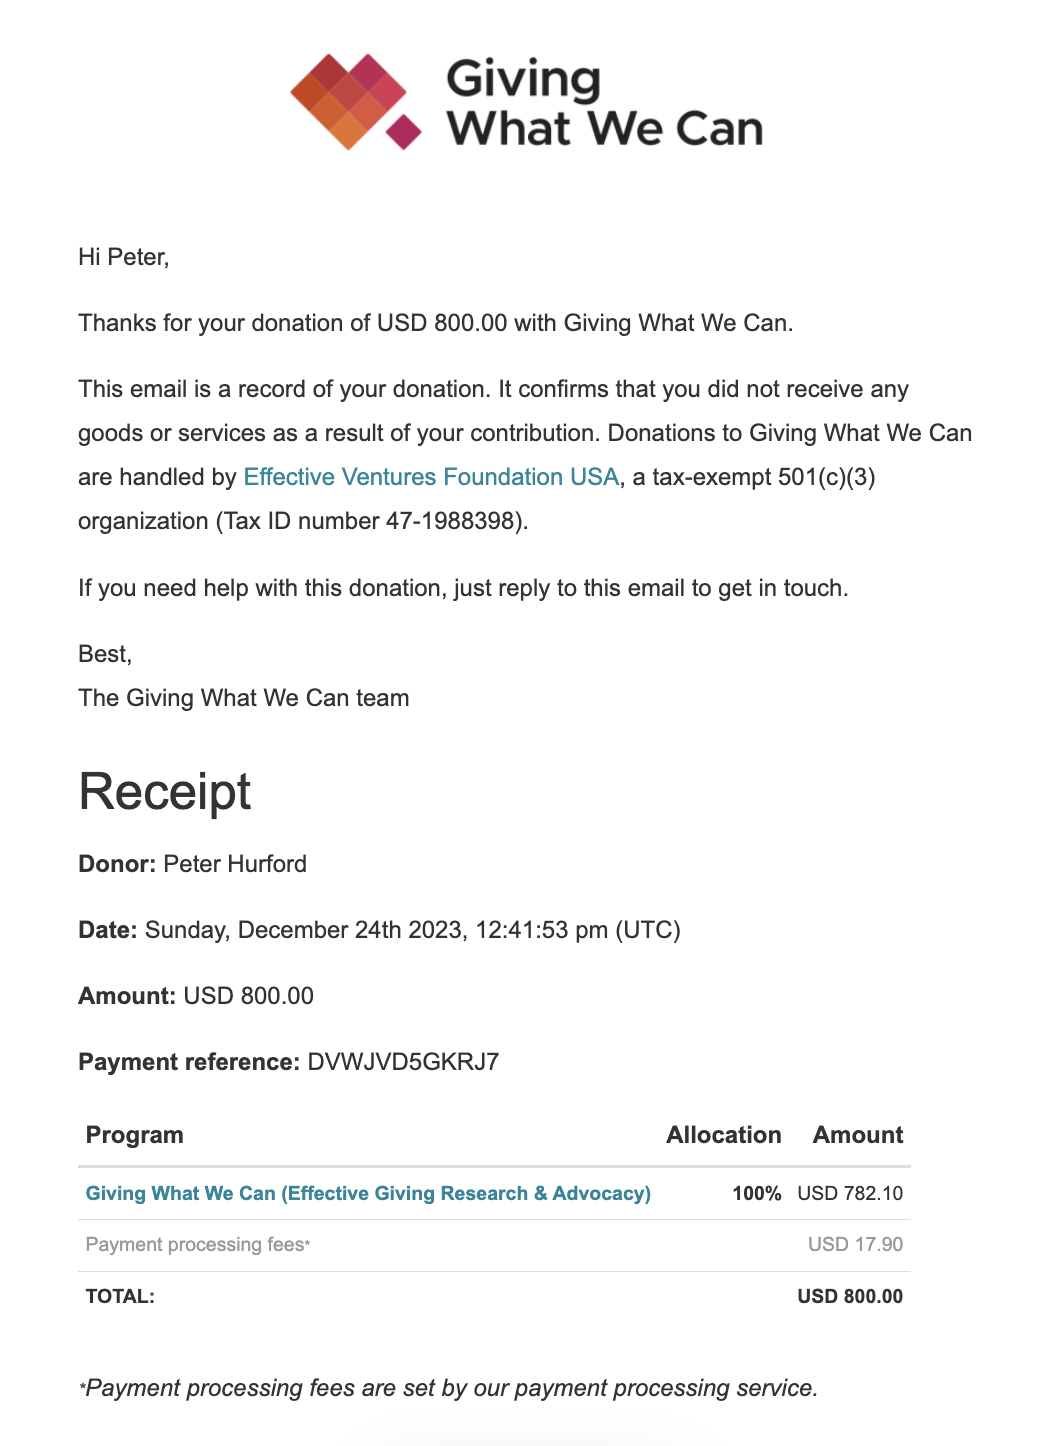 Giving
What We Can
Hi Peter,
Thanks for your donation of USD 800.00 with Giving What We Can.
This email is a record of your donation. It confirms that you did not receive any
goods or services as a result of your contribution. Donations to Giving What We Can
are handled by Effective Ventures Foundation USA, a tax-exempt 501(c)(3)
organization (Tax ID number 47-1988398).
If you need help with this donation, just reply to this email to get in touch.
Best,
The Giving What We Can team
Receipt
Donor: Peter Hurford
Date: Sunday, December 24th 2023, 12:41:53 pm (UTC)
Amount: USD 800.00
Payment reference: DVWJVD5GKRJ7
Program Allocation Amount
Giving What We Can (Effective Giving Research & Advocacy) 100% USD 782.10
Payment processing fees* USD 17.90
TOTAL: USD 800.00
*Payment processing fees are set by our payment processing service.